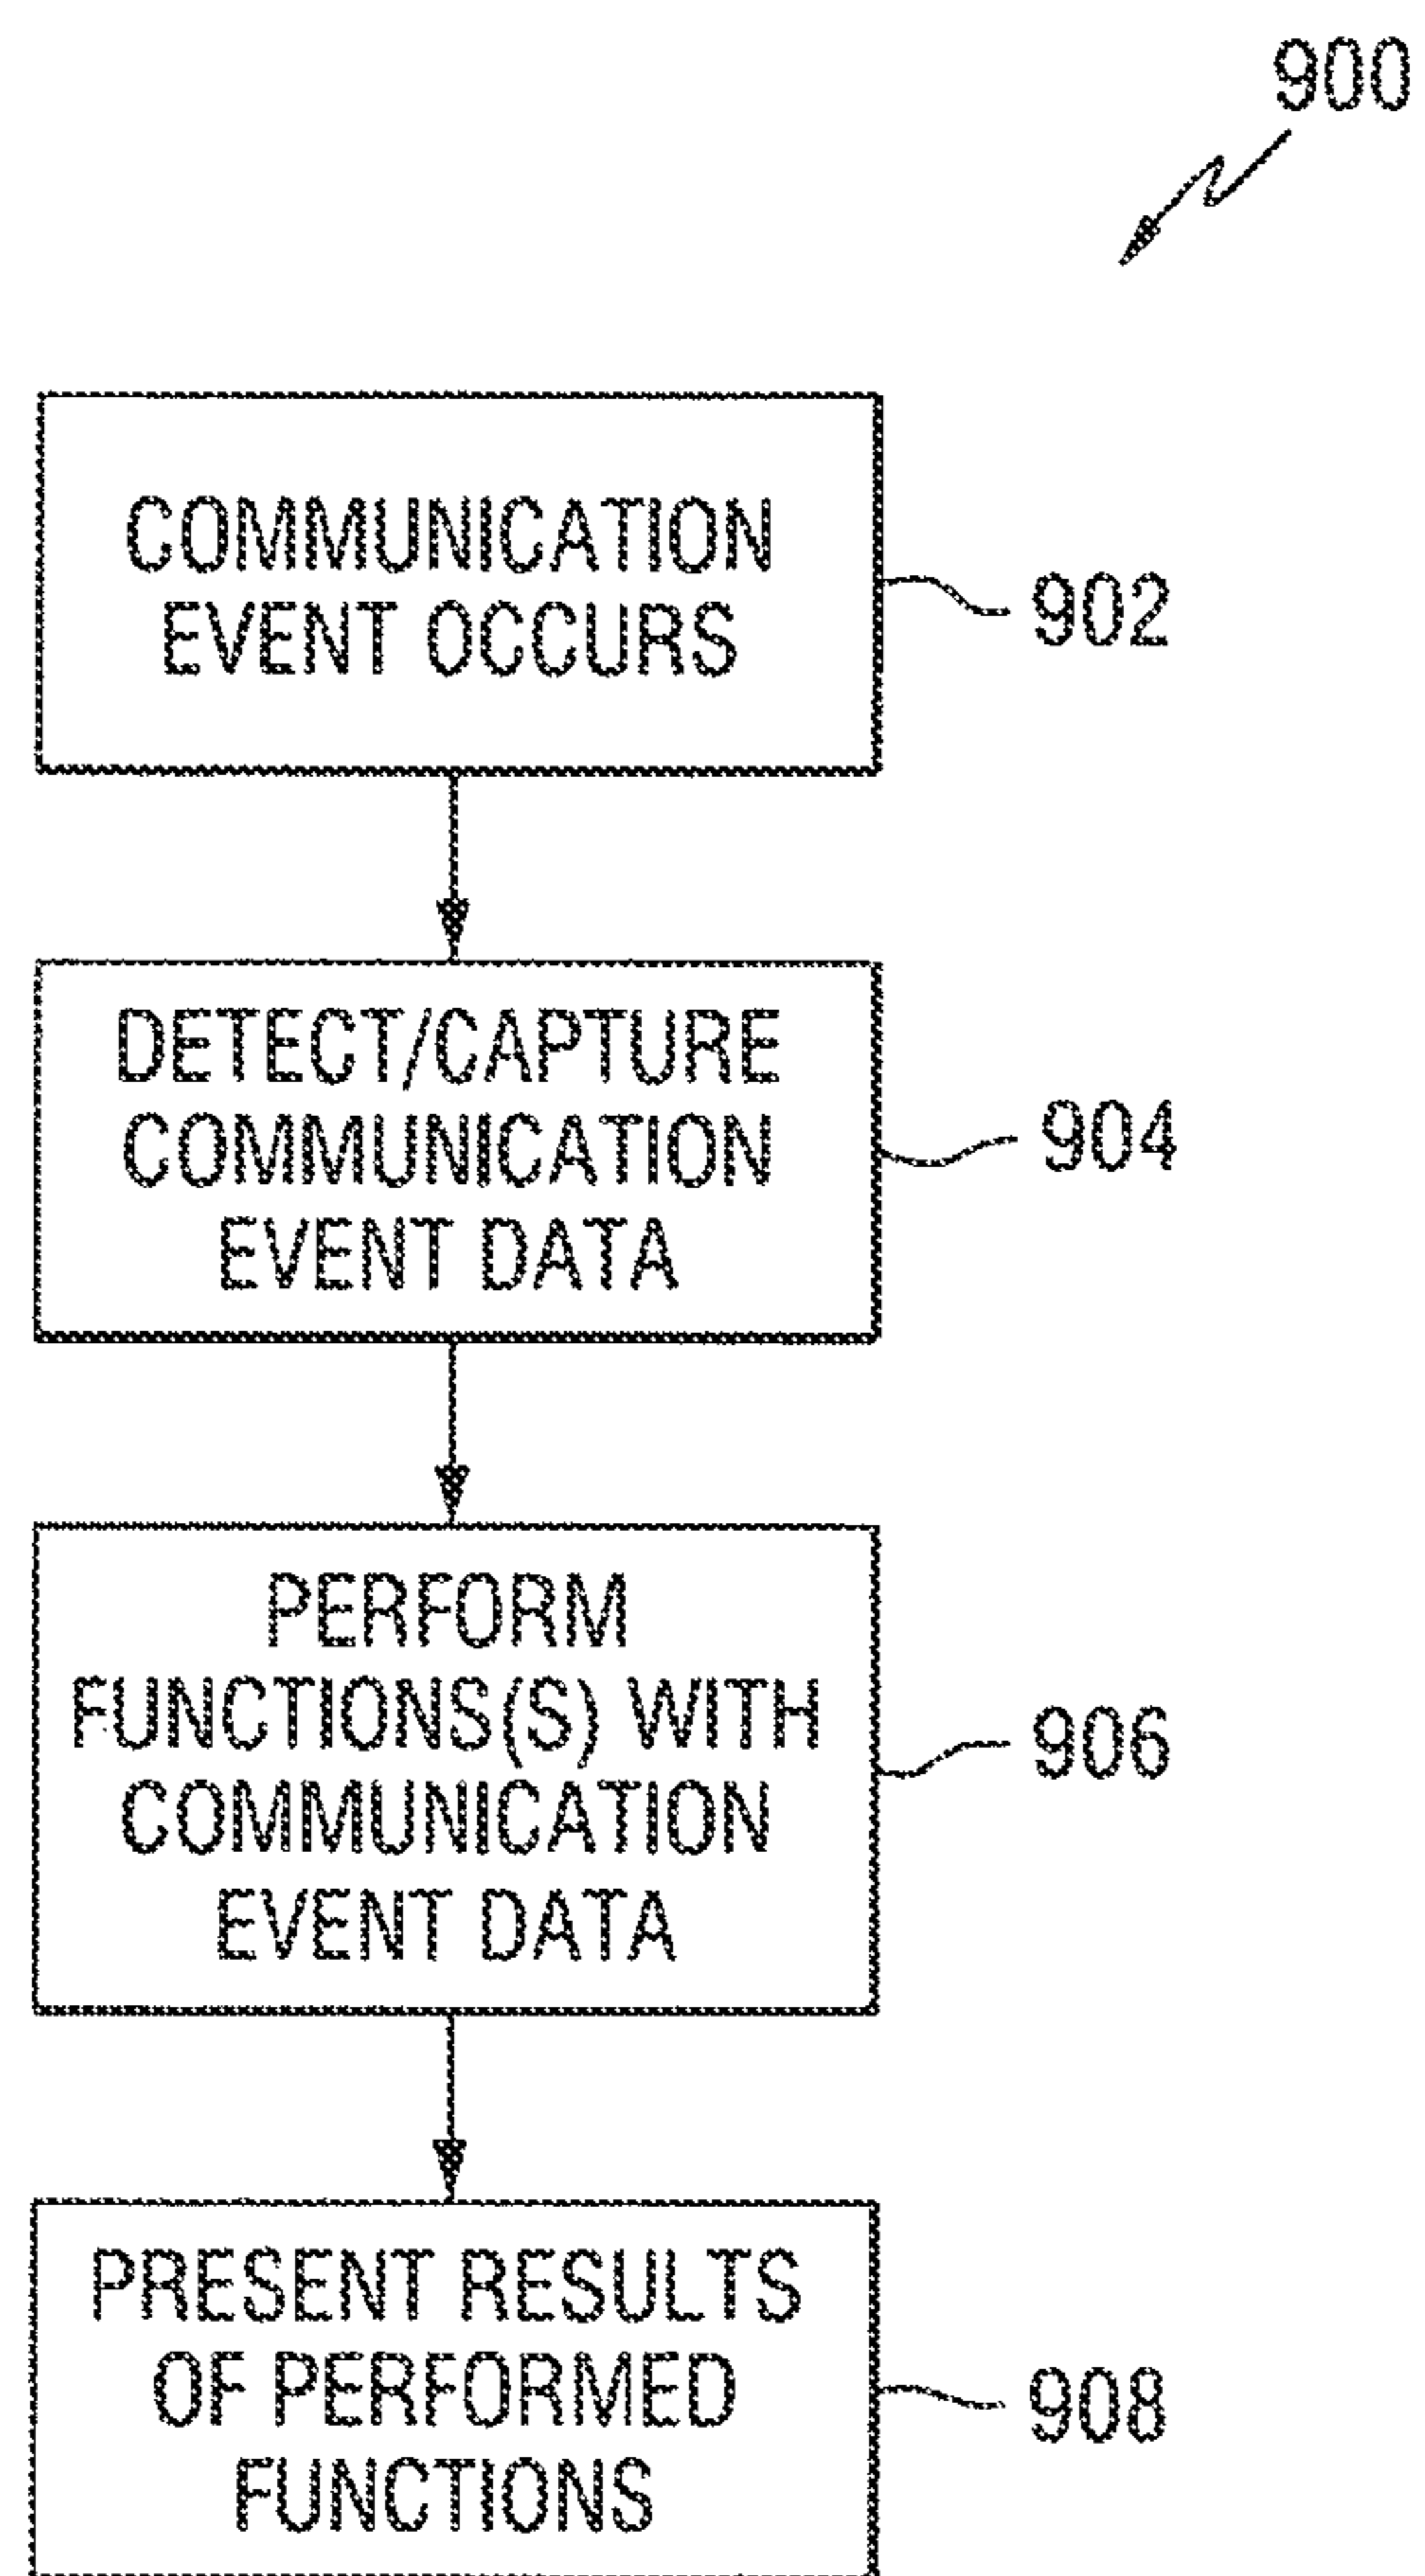 900
COMMUNICATION
EVENT OCCURS
902
DETECT/CAPTURE
COMMUNICATION
EVENT DATA
904
PERFORM
FUNCTIONS(S) WITH
COMMUNICATION
EVENT DATA
906
PRESENT RESULTS
OF PERFORMED
FUNCTIONS
908